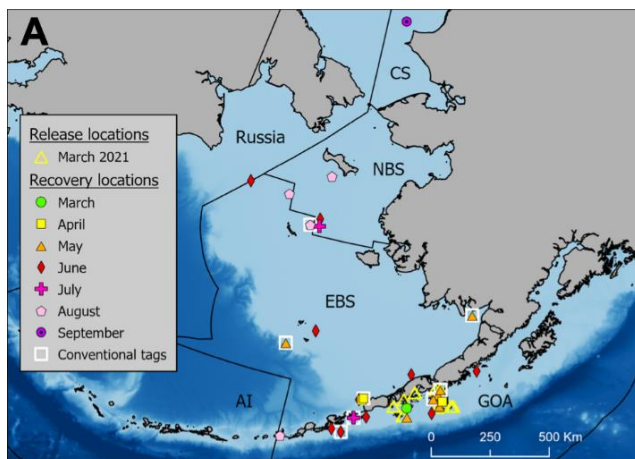 A
CS
Russia
NBS
Release locations
March 2021
Recovery locations
March
April
May
June
July
August
September
Conventional tags
EBS
AI
GOA
0 250 500 Km